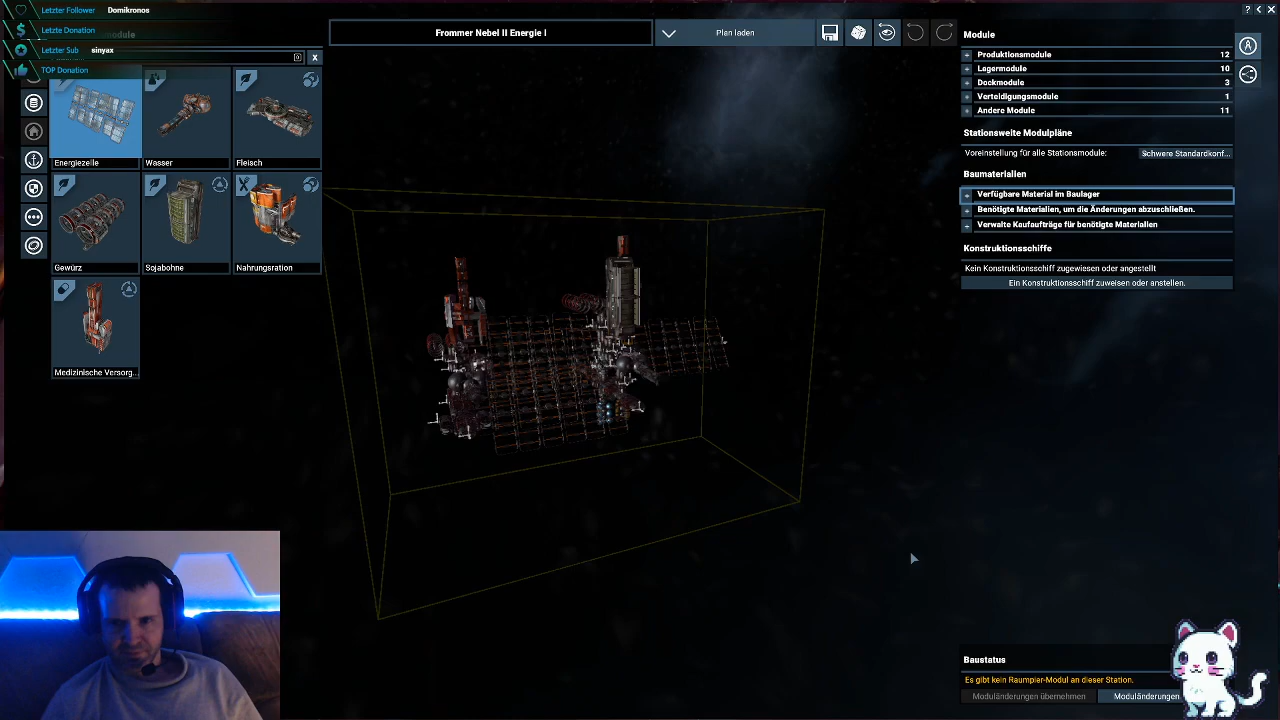 Letzter Follower Domikronos
Letzte Donation
module
Letzter Sub sinyax
TOP Donation
Frommer Nebel II Energie I
Plan laden
Energiezelle
Wasser
Fleisch
Gewürz
Sojabohne
Nahrungsration
Medizinische Versorg...
Module
Produktionsmodule 12
Lagermodule 10
Dockmodule 3
Verteidigungsmodule 1
Andere Module 11
Stationsweite Modulpläne
Voreinstellung für alle Stationsmodule: Schwere Standardkonf...
Baumaterialien
Verfügbare Material im Baulager
Benötigte Materialien, um die Änderungen abzuschließen.
Verwalte Kaufaufträge für benötigte Materialien
Konstruktionsschiffe
Kein Konstruktionsschiff zugewiesen oder angestellt
Ein Konstruktionsschiff zuweisen oder anstellen.
Baustatus
Es gibt kein Raumpier-Modul an dieser Station.
Moduländerungen übernehmen
Moduländerungen